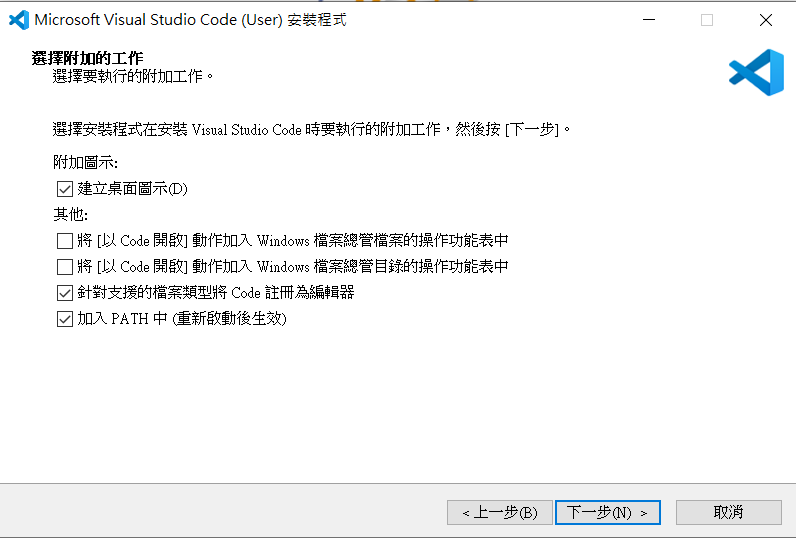 Microsoft Visual Studio Code (User) 安裝程式
選擇附加的工作
選擇要執行的附加工作。
選擇安裝程式在安裝 Visual Studio Code 時要執行的附加工作，然後按 [下一步]。
附加圖示:
建立桌面圖示(D)
其他:
將 [以 Code 開啟] 動作加入 Windows 檔案總管檔案的操作功能表中
將 [以 Code 開啟] 動作加入 Windows 檔案總管目錄的操作功能表中
針對支援的檔案類型將 Code 註冊為編輯器
加入 PATH 中 (重新啟動後生效)
< 上一步(B) 下一步(N) > 取消